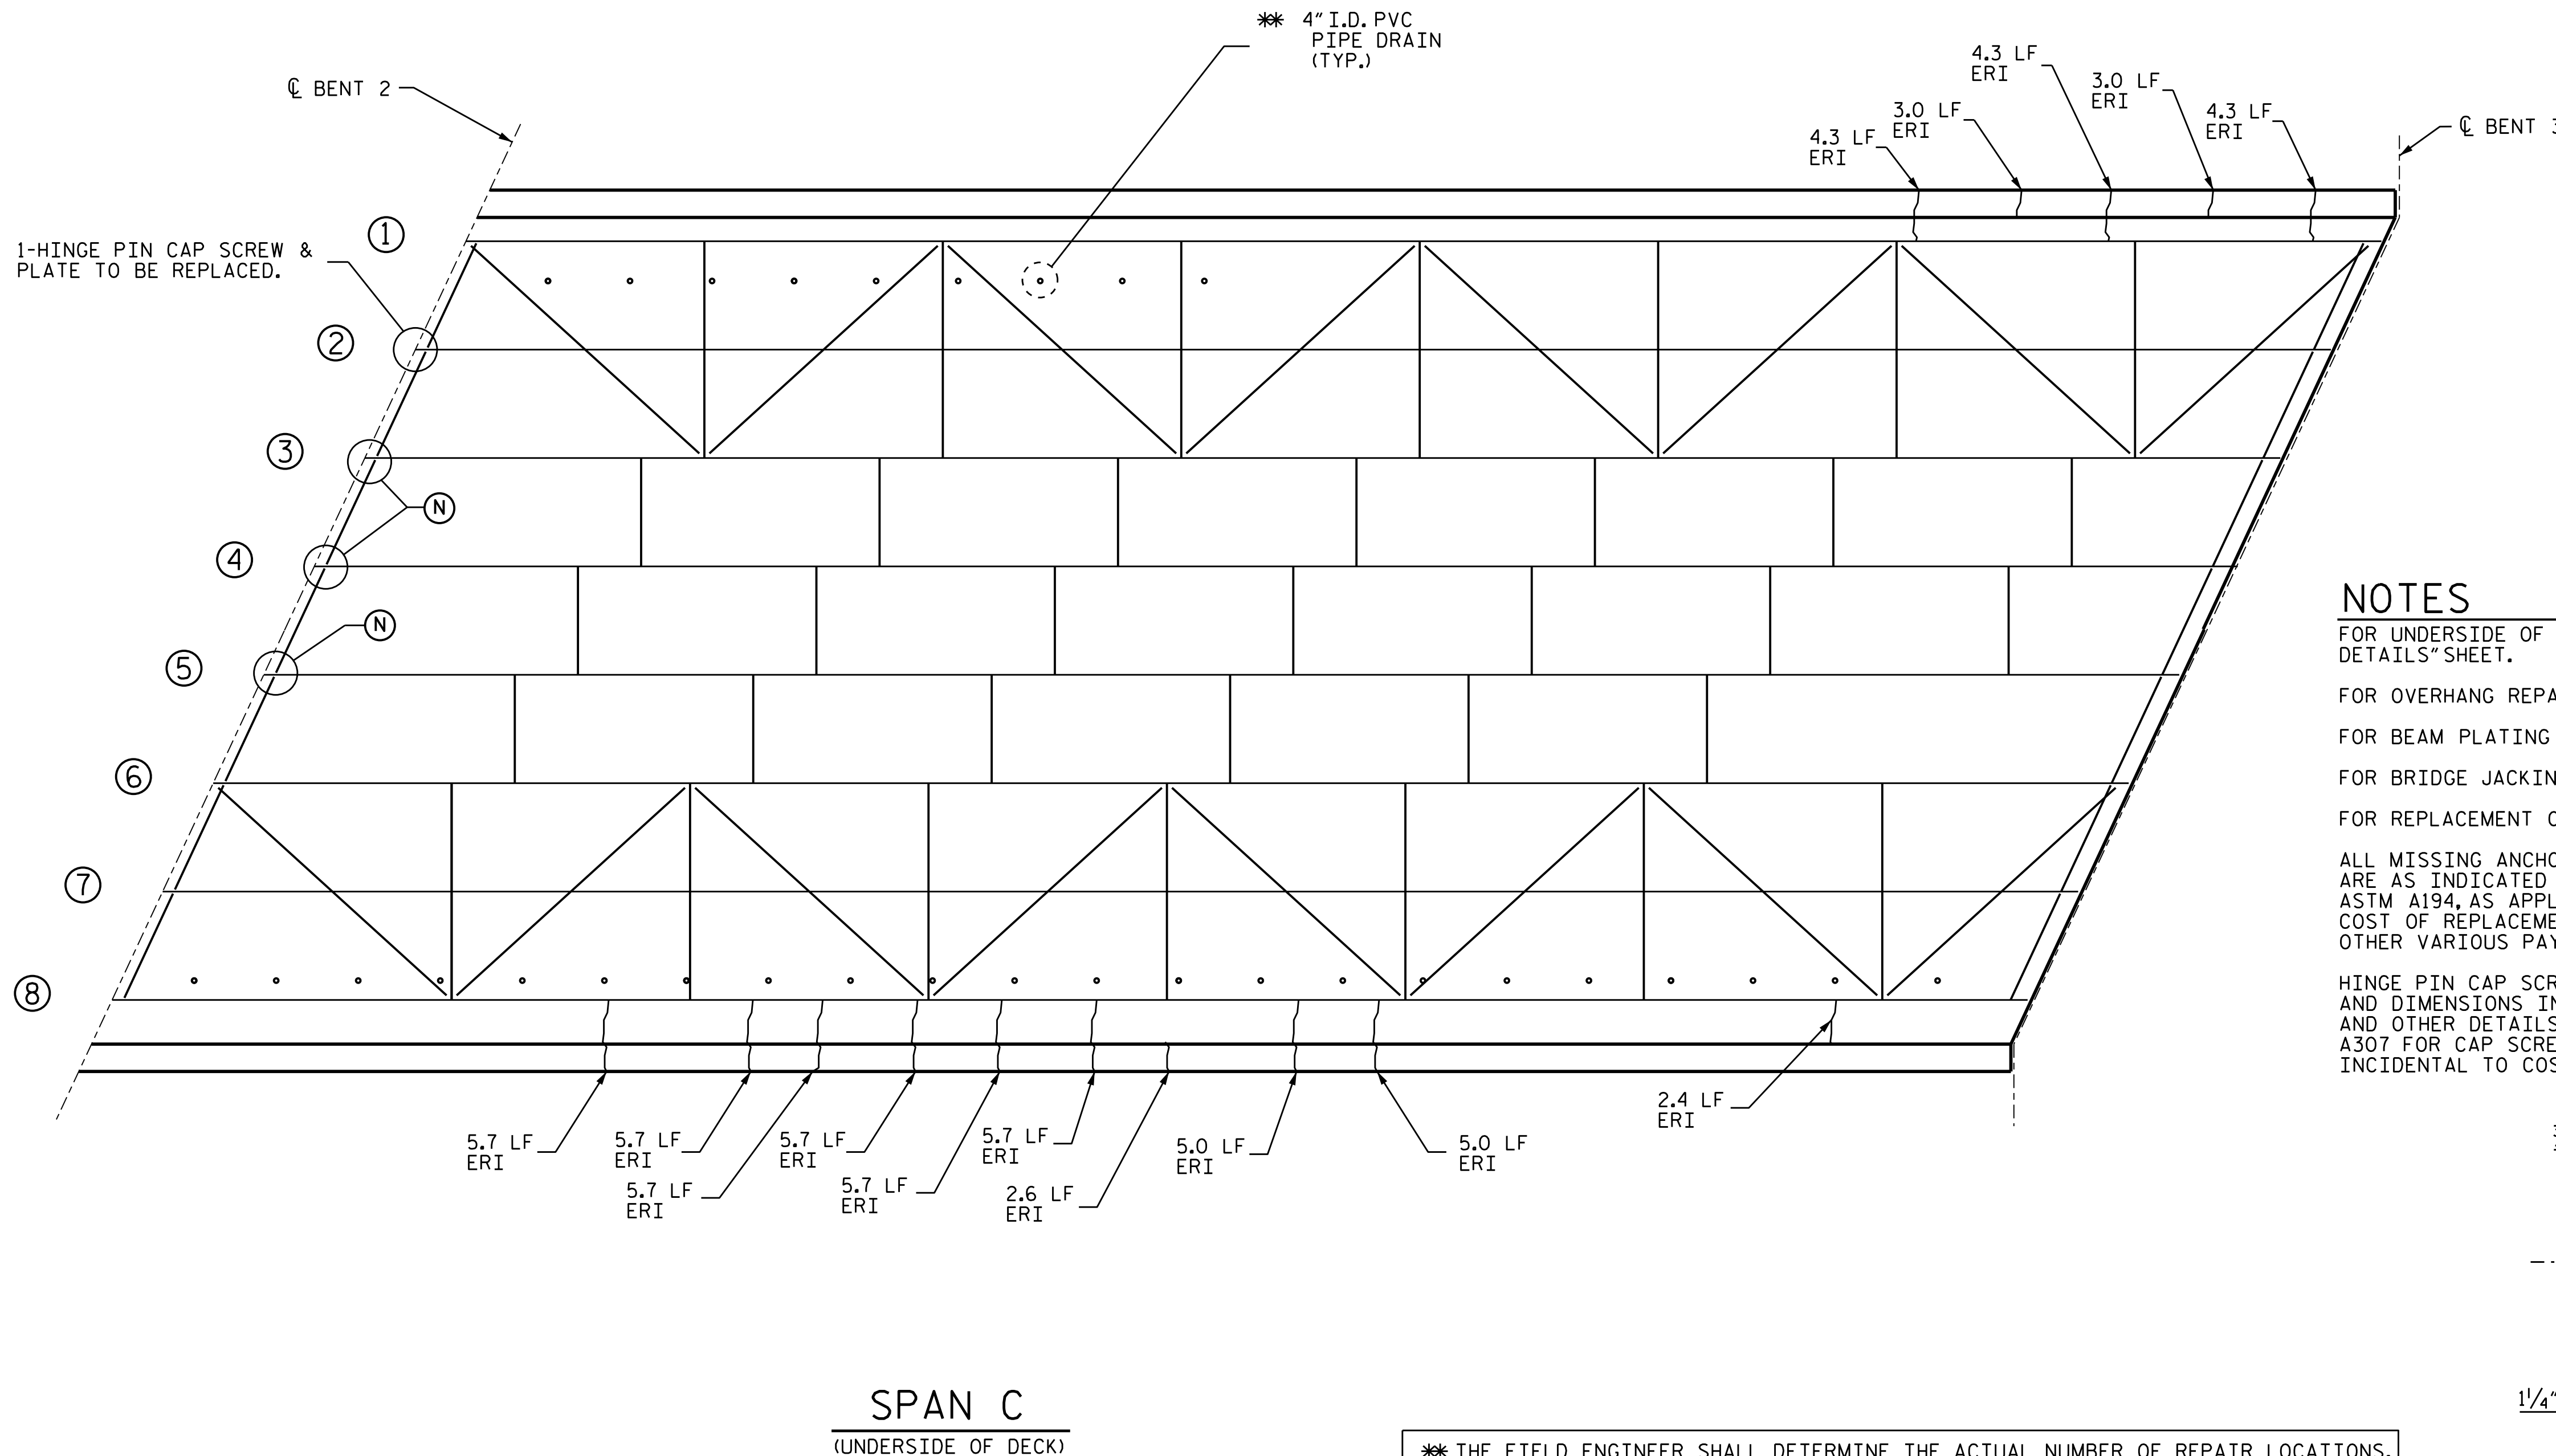 ** 4" I.D. PVC
PIPE DRAIN
(TYP.)
℄ BENT 2
4.3 LF
ERI
3.0 LF
ERI
4.3 LF
ERI
3.0 LF
ERI
4.3 LF
ERI
℄ BENT 3
1
1-HINGE PIN CAP SCREW &
PLATE TO BE REPLACED.
2
3
N
4
N
5
6
7
8
NOTES
FOR UNDERSIDE OF
DETAILS" SHEET.
FOR OVERHANG REPA
FOR BEAM PLATING
FOR BRIDGE JACKIN
FOR REPLACEMENT
ALL MISSING ANCHO
ARE AS INDICATED
ASTM A194, AS APPL
COST OF REPLACEME
OTHER VARIOUS PAY
HINGE PIN CAP SCR
AND DIMENSIONS IN
AND OTHER DETAILS
A307 FOR CAP SCRE
INCIDENTAL TO COS
5.7 LF
ERI
5.7 LF
ERI
5.7 LF
ERI
5.7 LF
ERI
5.7 LF
ERI
5.7 LF
ERI
2.6 LF
ERI
5.0 LF
ERI
5.0 LF
ERI
2.4 LF
ERI
1¼"
SPAN C
(UNDERSIDE OF DECK)
** THE FIELD ENGINEER SHALL DETERMINE THE ACTUAL NUMBER OF REPAIR LOCATIONS.